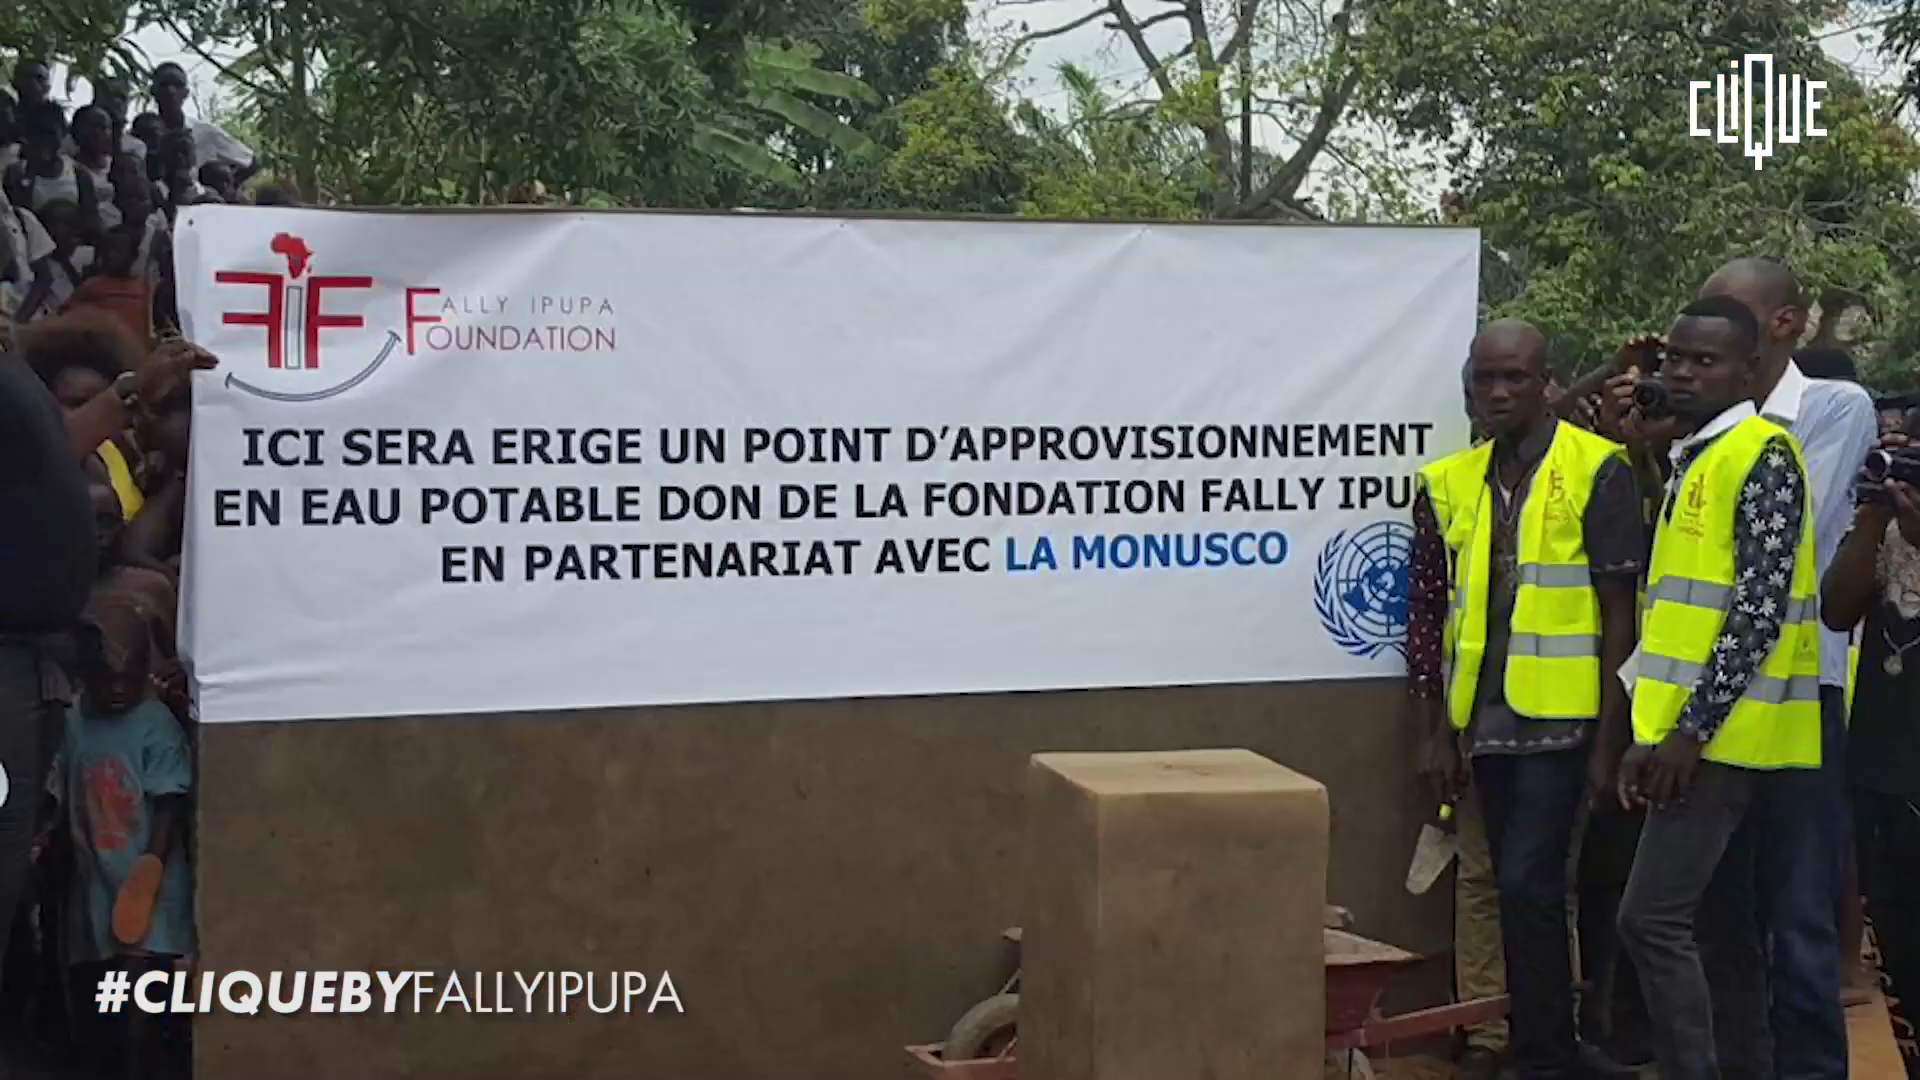 CLIQUE
FIF
FALLY IPUPA
FOUNDATION
ICI SERA ERIGE UN POINT D'APPROVISIONNEMENT
EN EAU POTABLE DON DE LA FONDATION FALLY IPU
EN PARTENARIAT AVEC LA MONUSCO
#CLIQUEBYFALLYIPUPA